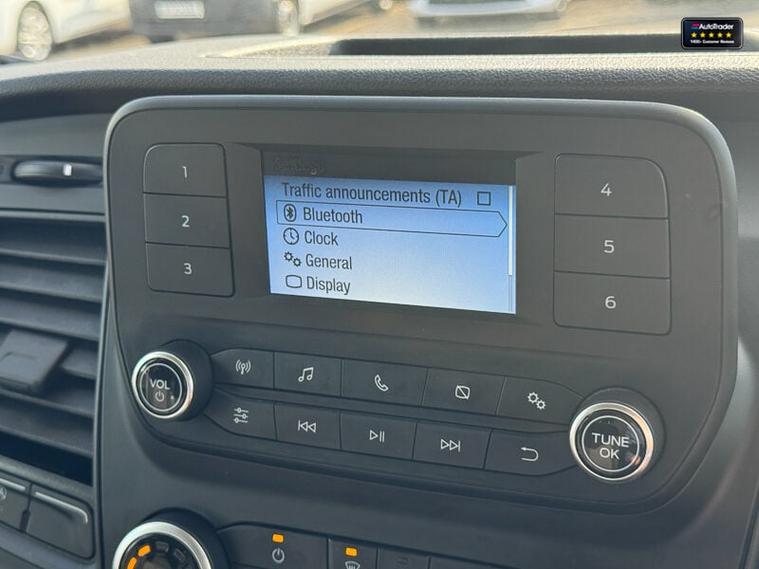 AutoTrader
1 4
2 5
3 6
Traffic announcements (TA)
Bluetooth
Clock
General
Display
VOL
TUNE
OK